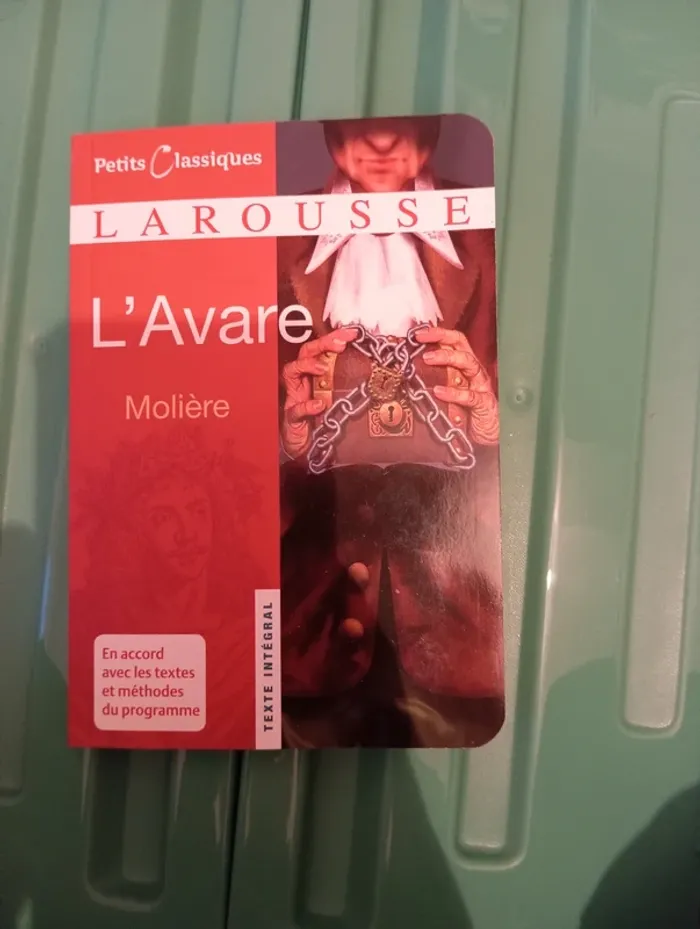 Petits Classiques
LAROUSSE
L'Avare
Molière
En accord
avec les textes
et méthodes
du programme
TEXTE INTÉGRAL